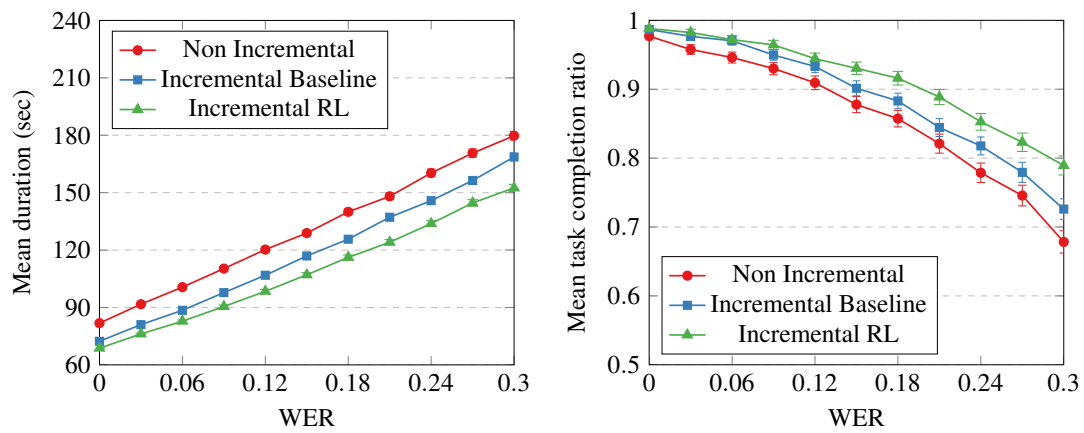 240
210
180
150
120
90
60
Mean duration (sec)
Non Incremental
Incremental Baseline
Incremental RL
0 0.06 0.12 0.18 0.24 0.3
WER
1
0.9
0.8
0.7
0.6
0.5
Mean task completion ratio
Non Incremental
Incremental Baseline
Incremental RL
0 0.06 0.12 0.18 0.24 0.3
WER